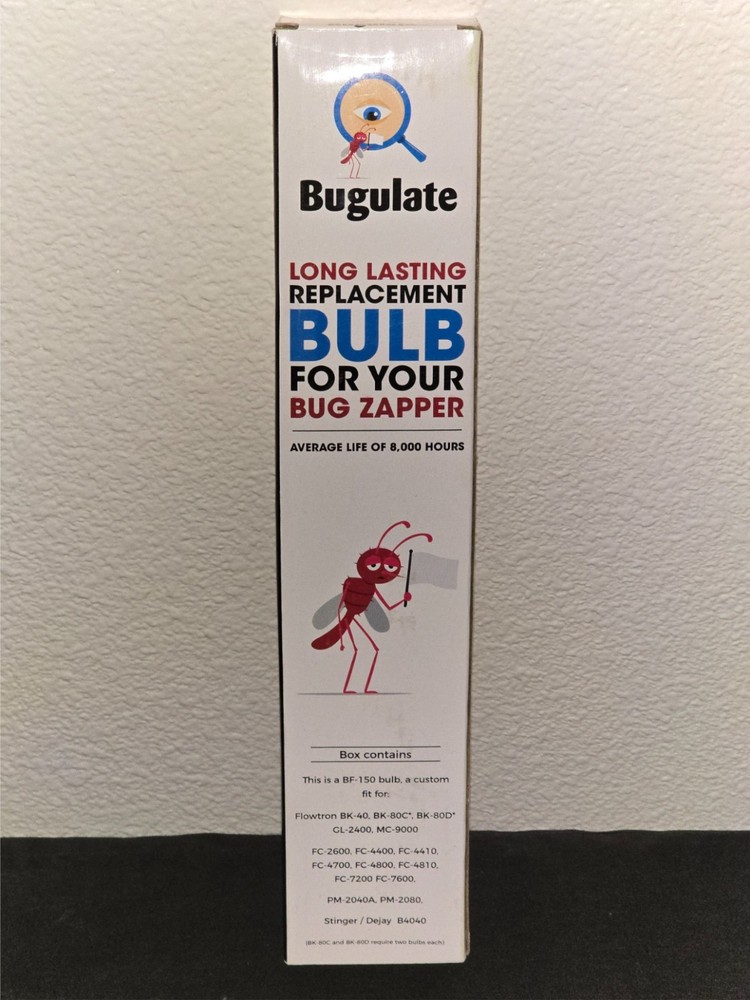 Bugulate
LONG LASTING
REPLACEMENT
BULB
FOR YOUR
BUG ZAPPER
AVERAGE LIFE OF 8,000 HOURS
Box contains
This is a BF-150 bulb, a custom
fit for:
Flowtron BK-40, BK-80C*, BK-80D*
GL-2400, MC-9000
FC-2600, FC-4400, FC-4410,
FC-4700, FC-4800, FC-4810,
FC-7200 FC-7600,
PM-2040A, PM-2080,
Stinger / Dejay B4040
(BK-80C and BK-80D require two bulbs each)